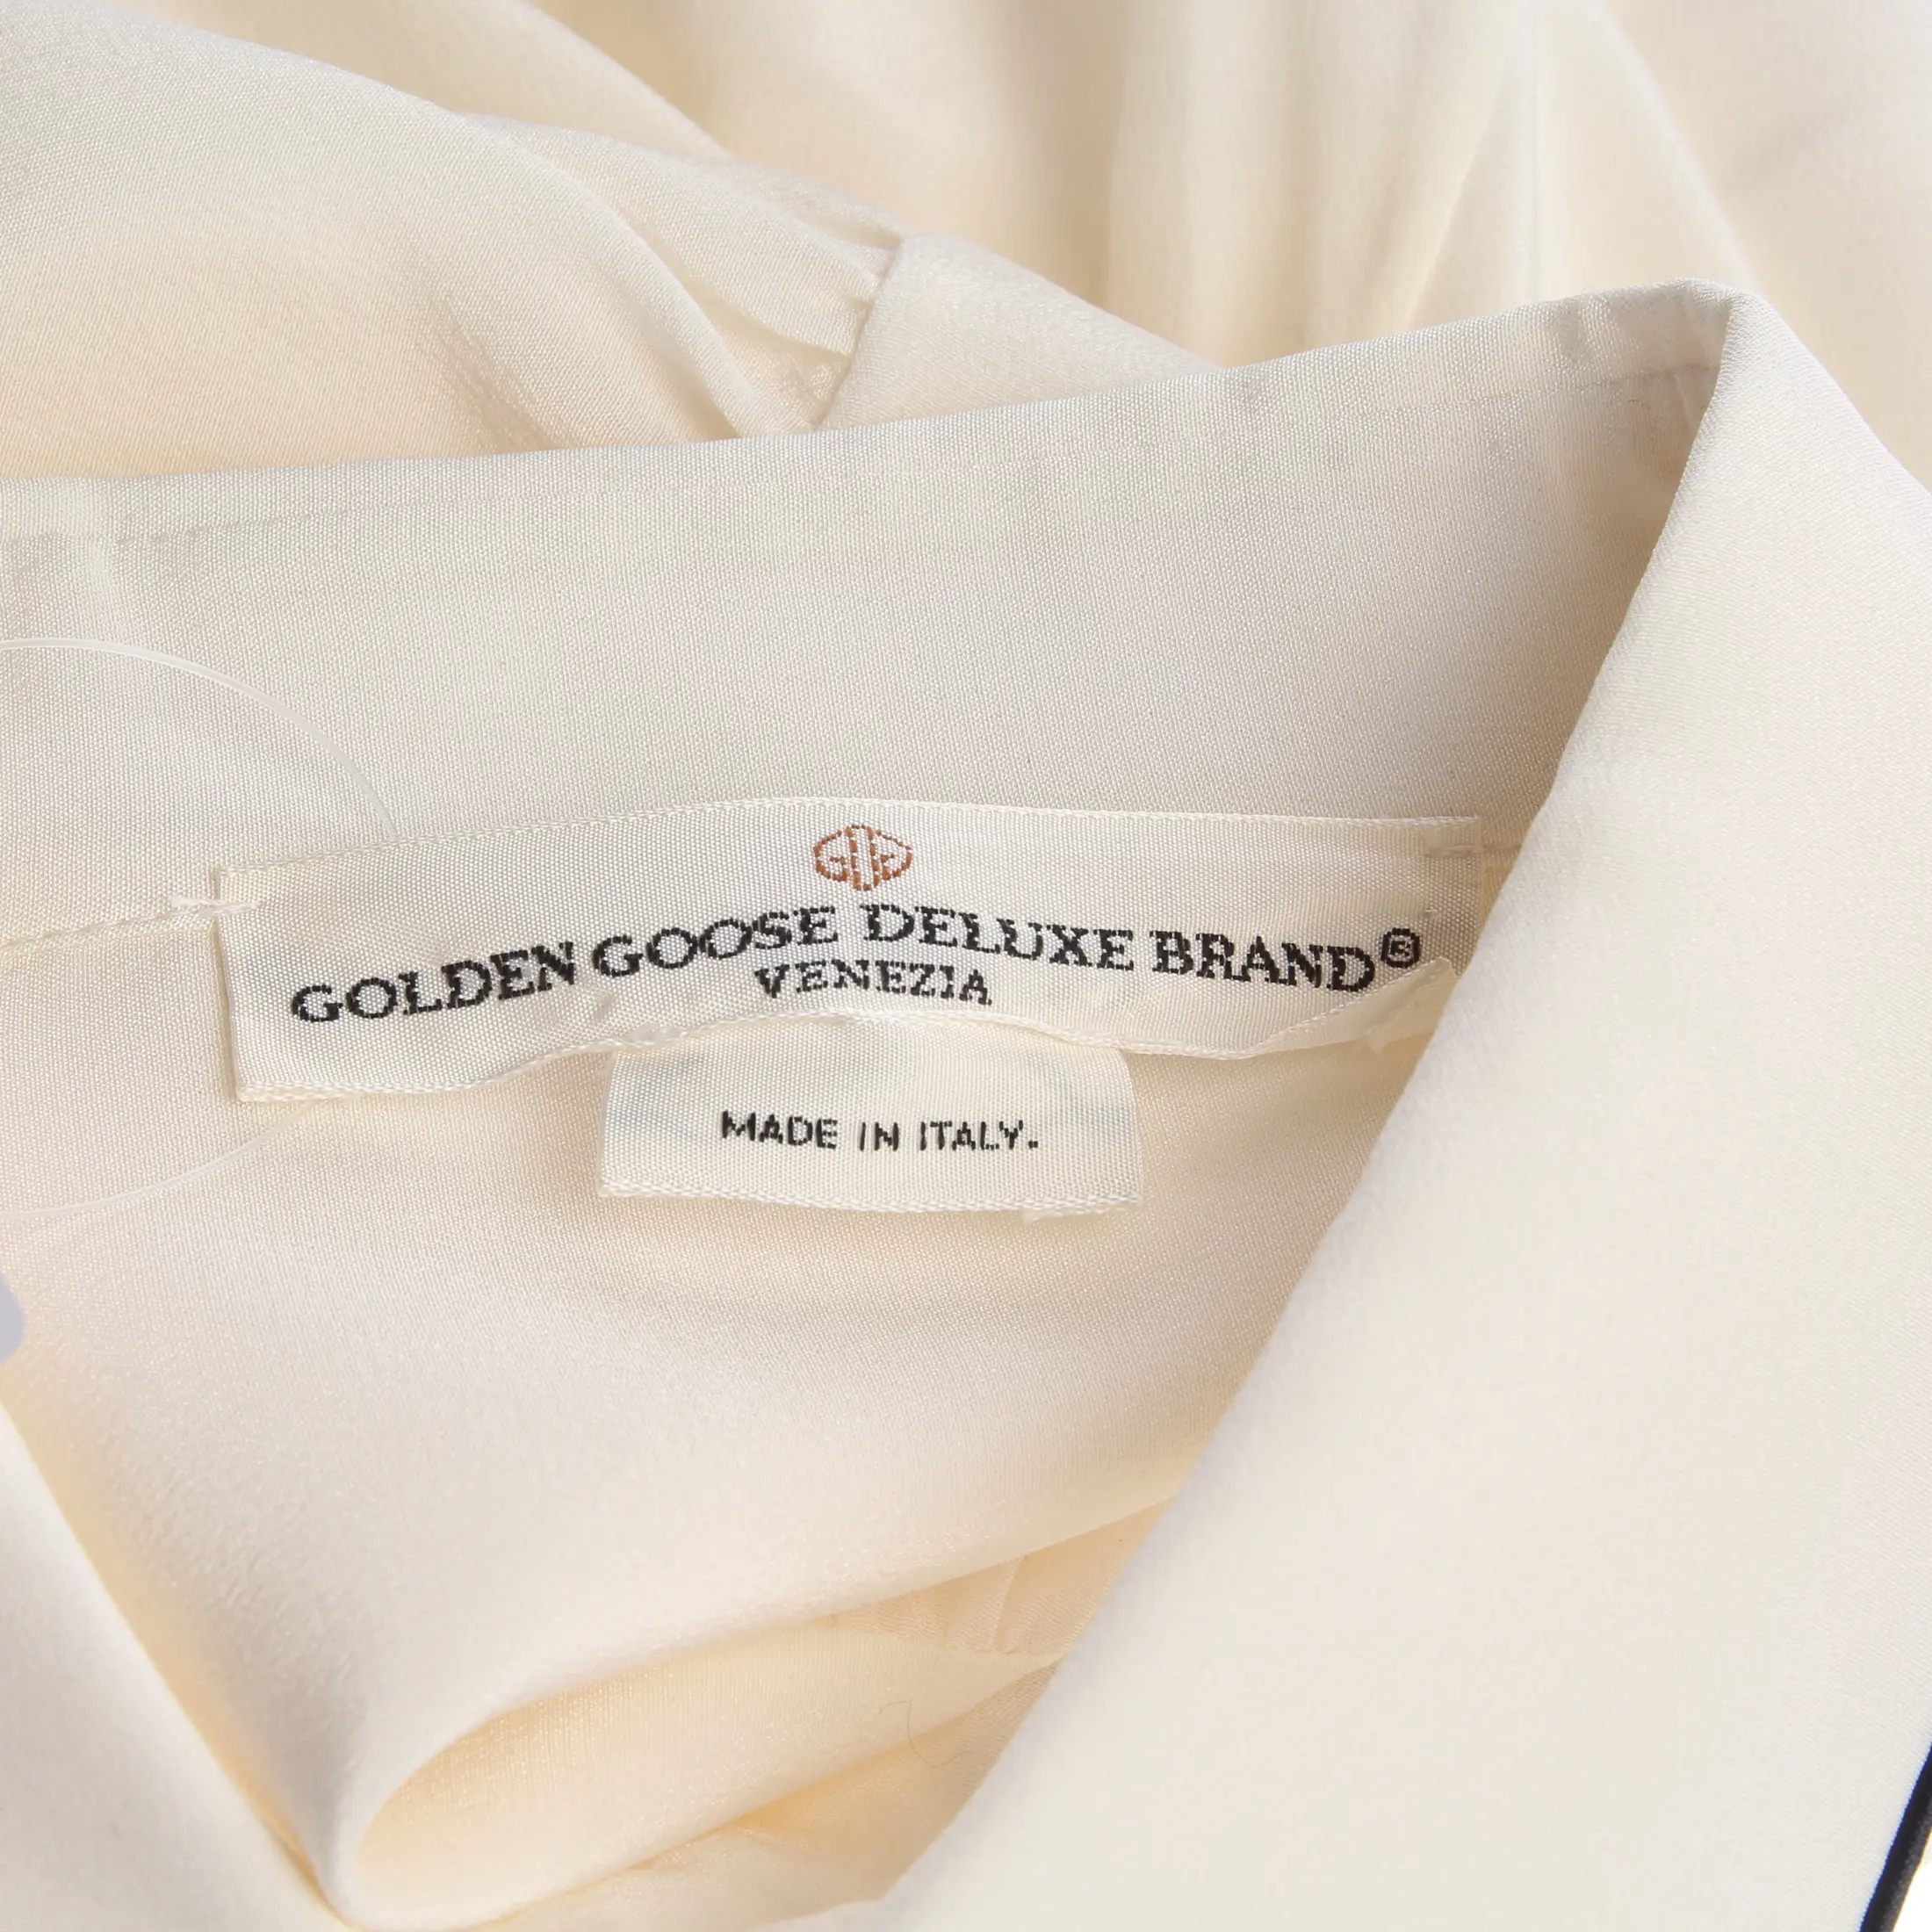 GOLDEN GOOSE DELUXE BRAND®
VENEZIA
MADE IN ITALY.